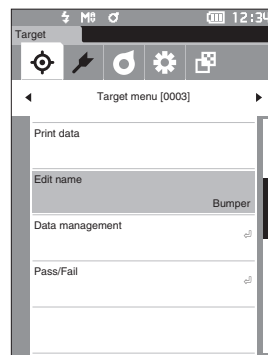 12:34
Target
Target menu [0003]
Print data
Edit name
Bumper
Data management
Pass/Fail